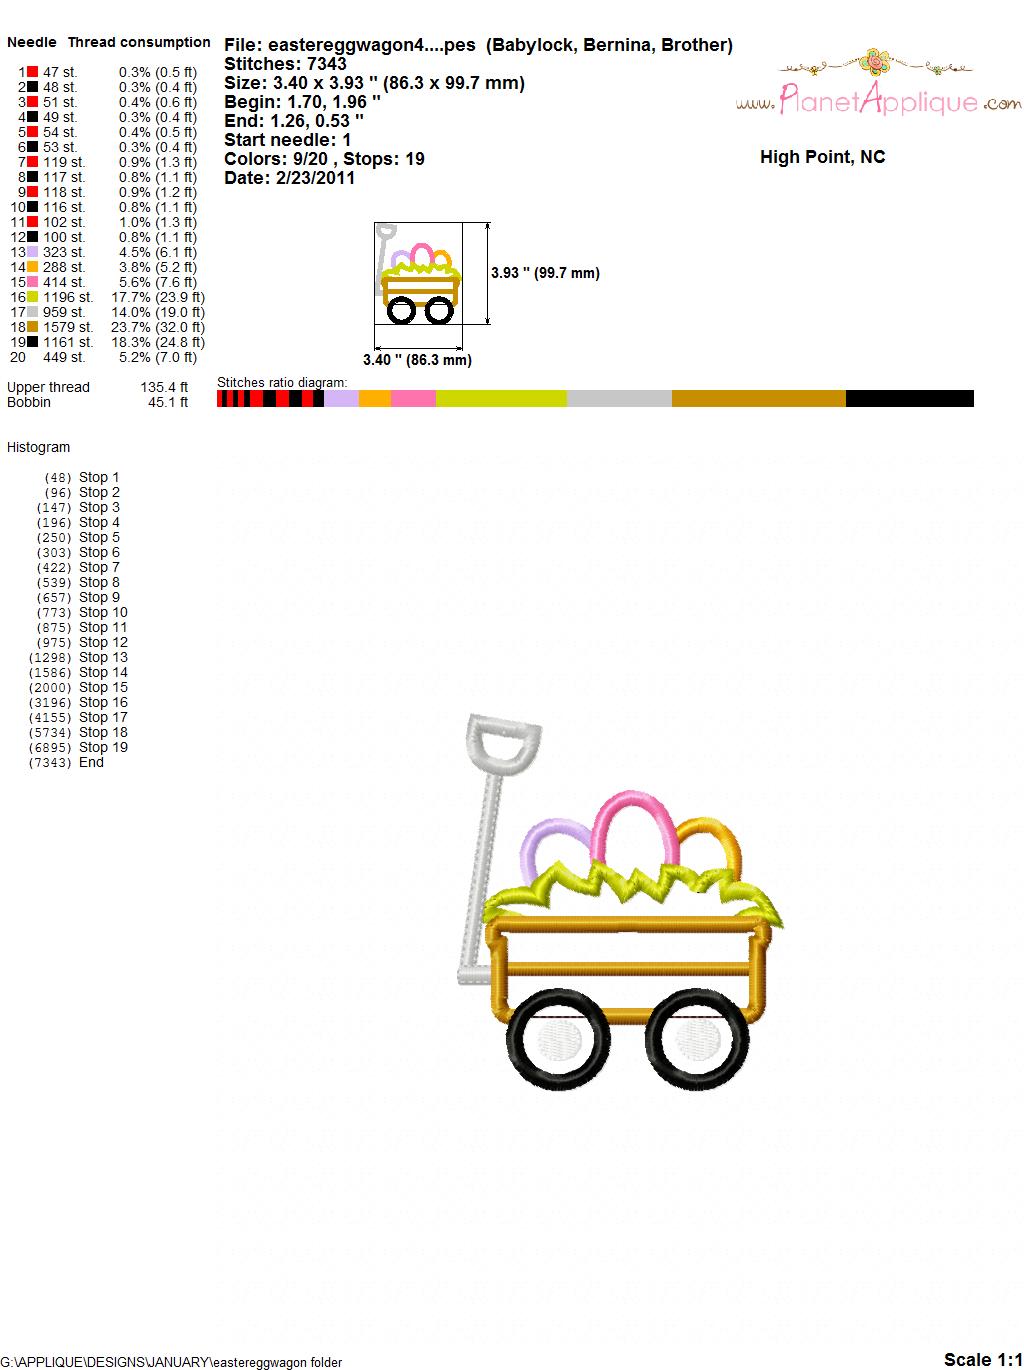 Needle Thread consumption
1 47 st. 0.3% (0.5 ft)
2 48 st. 0.3% (0.4 ft)
3 51 st. 0.4% (0.6 ft)
4 49 st. 0.3% (0.4 ft)
5 54 st. 0.4% (0.5 ft)
6 53 st. 0.3% (0.4 ft)
7 119 st. 0.9% (1.3 ft)
8 117 st. 0.8% (1.1 ft)
9 118 st. 0.9% (1.2 ft)
10 116 st. 0.8% (1.1 ft)
11 102 st. 1.0% (1.3 ft)
12 100 st. 0.8% (1.1 ft)
13 323 st. 4.5% (6.1 ft)
14 288 st. 3.8% (5.2 ft)
15 414 st. 5.6% (7.6 ft)
16 1196 st. 17.7% (23.9 ft)
17 959 st. 14.0% (19.0 ft)
18 1579 st. 23.7% (32.0 ft)
19 1161 st. 18.3% (24.8 ft)
20 449 st. 5.2% (7.0 ft)
Upper thread 135.4 ft
Bobbin 45.1 ft
File: eastereggwagon4....pes (Babylock, Bernina, Brother)
Stitches: 7343
Size: 3.40 x 3.93 " (86.3 x 99.7 mm)
Begin: 1.70, 1.96 "
End: 1.26, 0.53 "
Start needle: 1
Colors: 9/20 , Stops: 19
Date: 2/23/2011
www.PlanetApplique.com
High Point, NC
3.93 " (99.7 mm)
3.40 " (86.3 mm)
Stitches ratio diagram:
Histogram
(48) Stop 1
(96) Stop 2
(147) Stop 3
(196) Stop 4
(250) Stop 5
(303) Stop 6
(422) Stop 7
(539) Stop 8
(657) Stop 9
(773) Stop 10
(875) Stop 11
(975) Stop 12
(1298) Stop 13
(1586) Stop 14
(2000) Stop 15
(3196) Stop 16
(4155) Stop 17
(5734) Stop 18
(6895) Stop 19
(7343) End
G:\APPLIQUE\DESIGNS\JANUARY\eastereggwagon folder
Scale 1:1